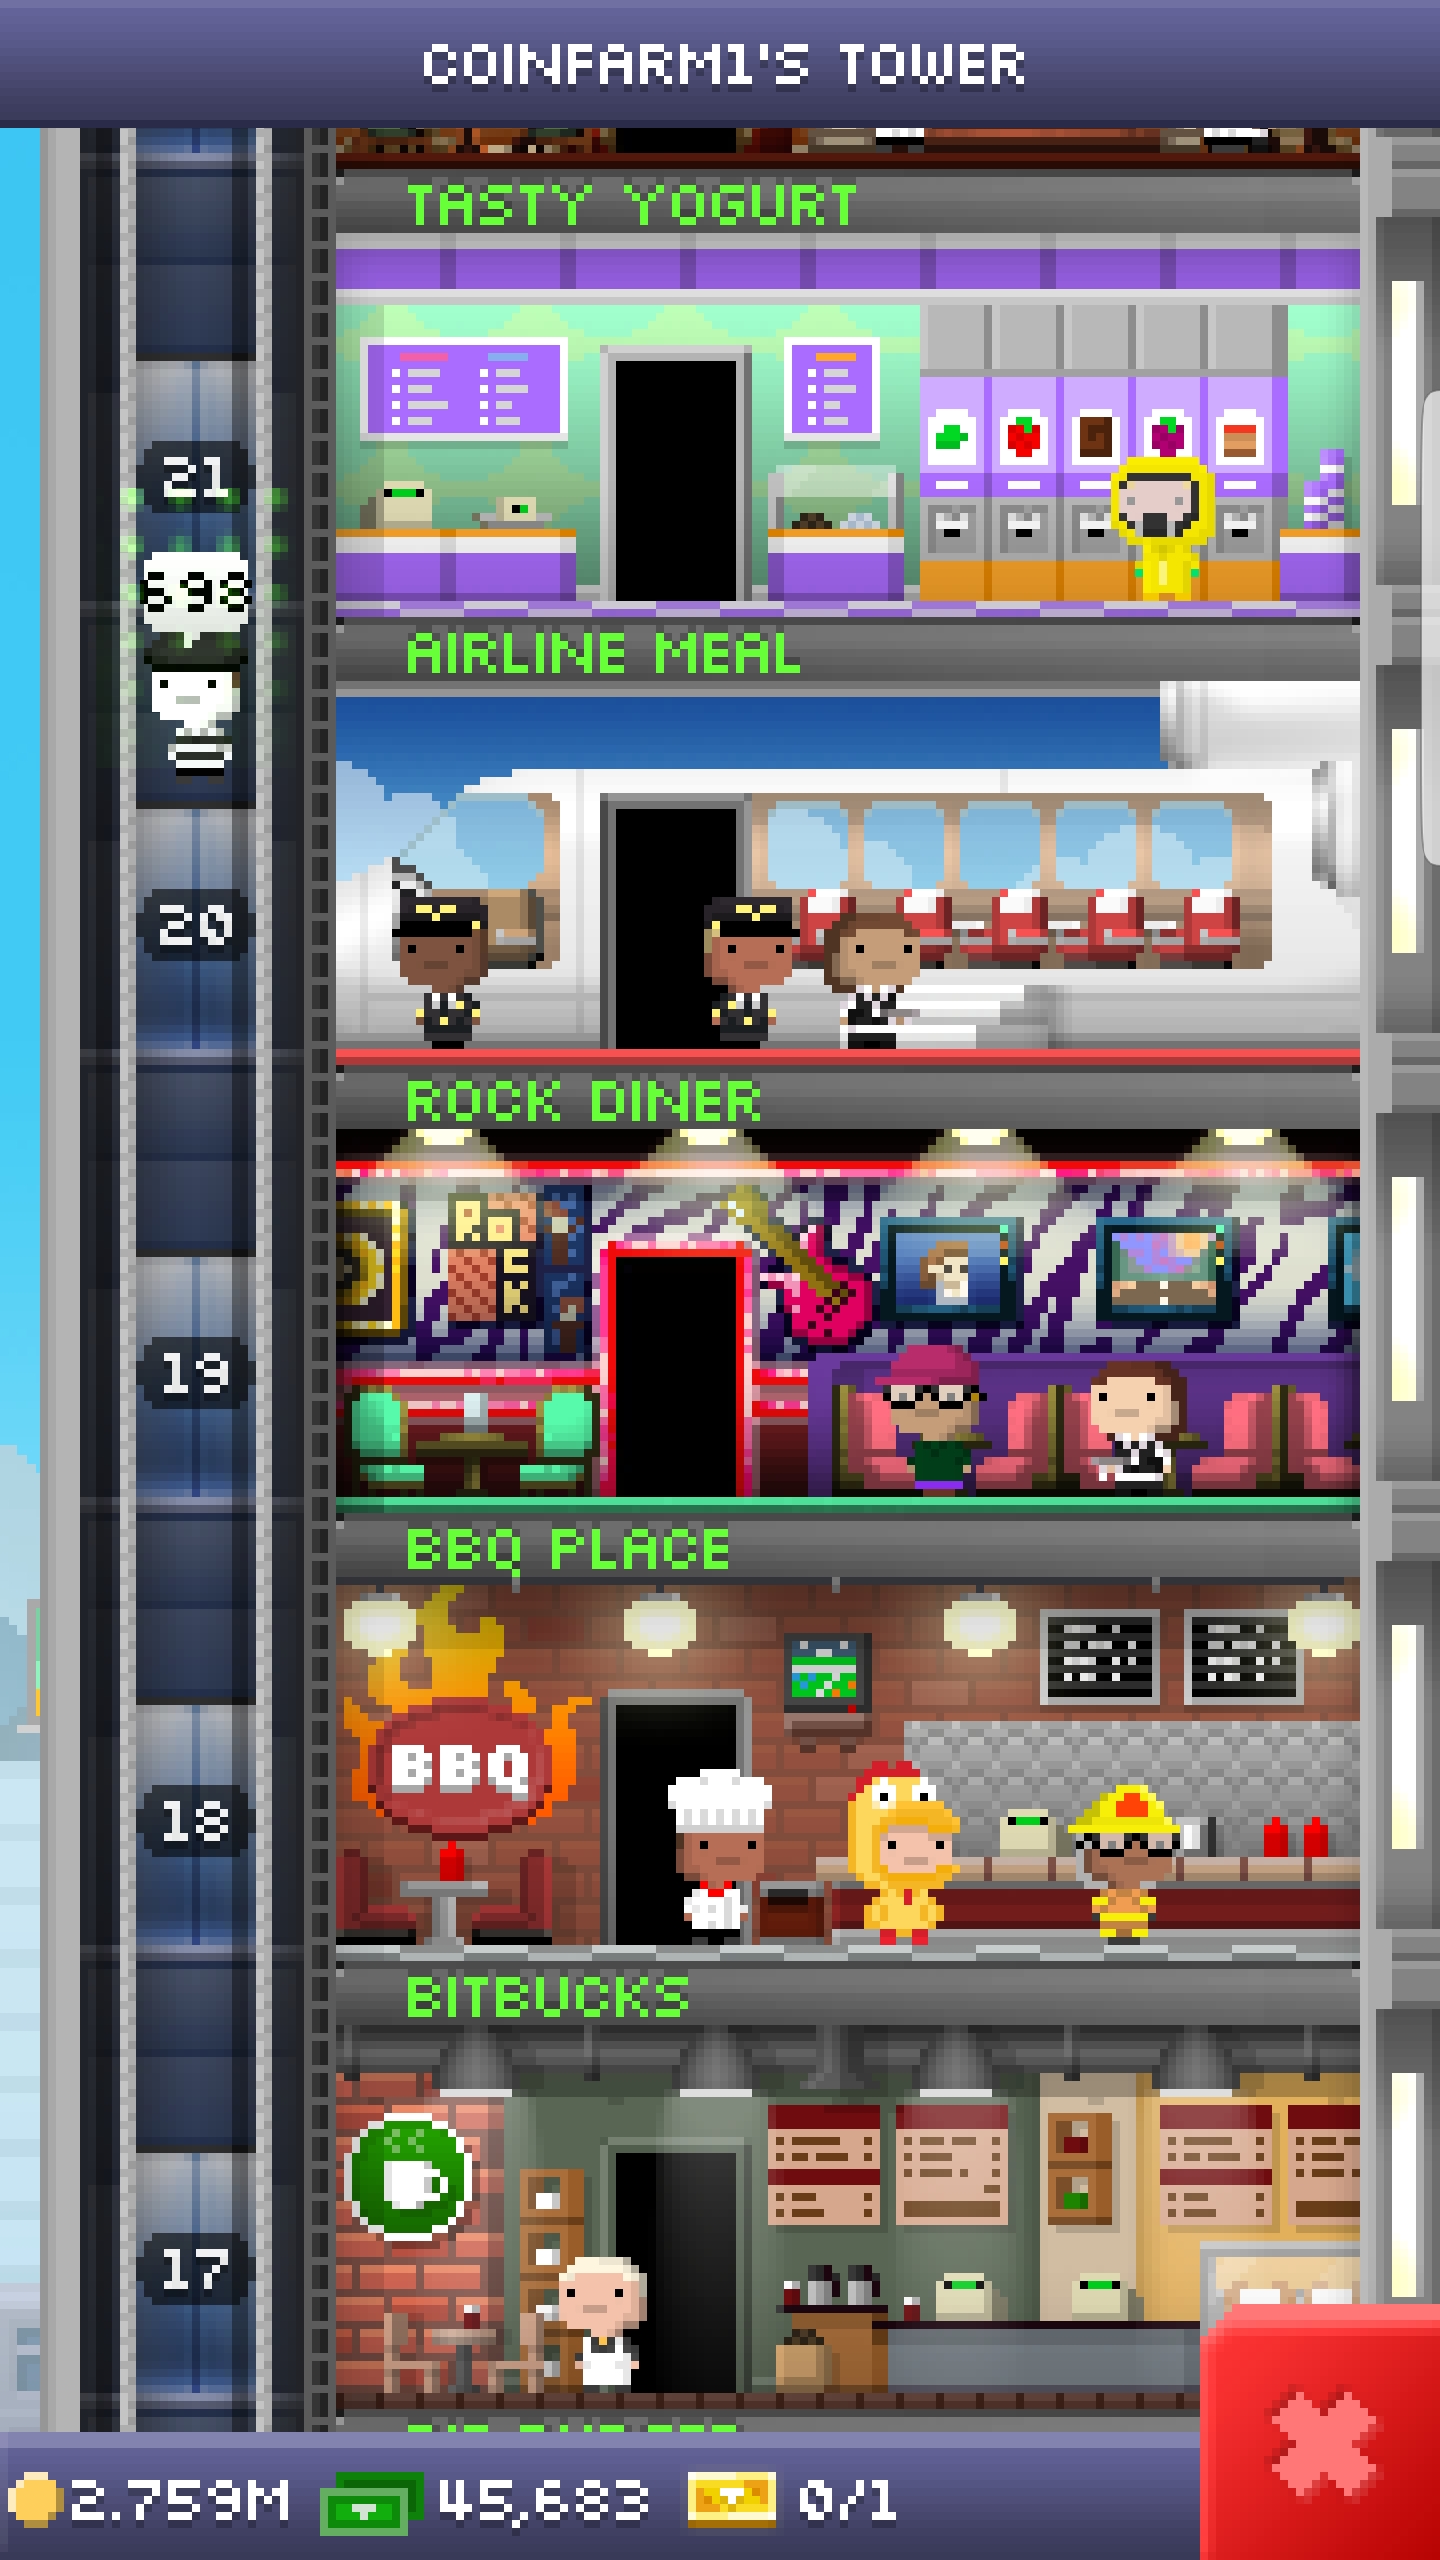 COINFARM1'S TOWER
TASTY YOGURT
21
698
AIRLINE MEAL
20
ROCK DINER
RO
CK
19
BBQ PLACE
BBQ
18
BITBUCKS
17
2.759M 45,683 0/1